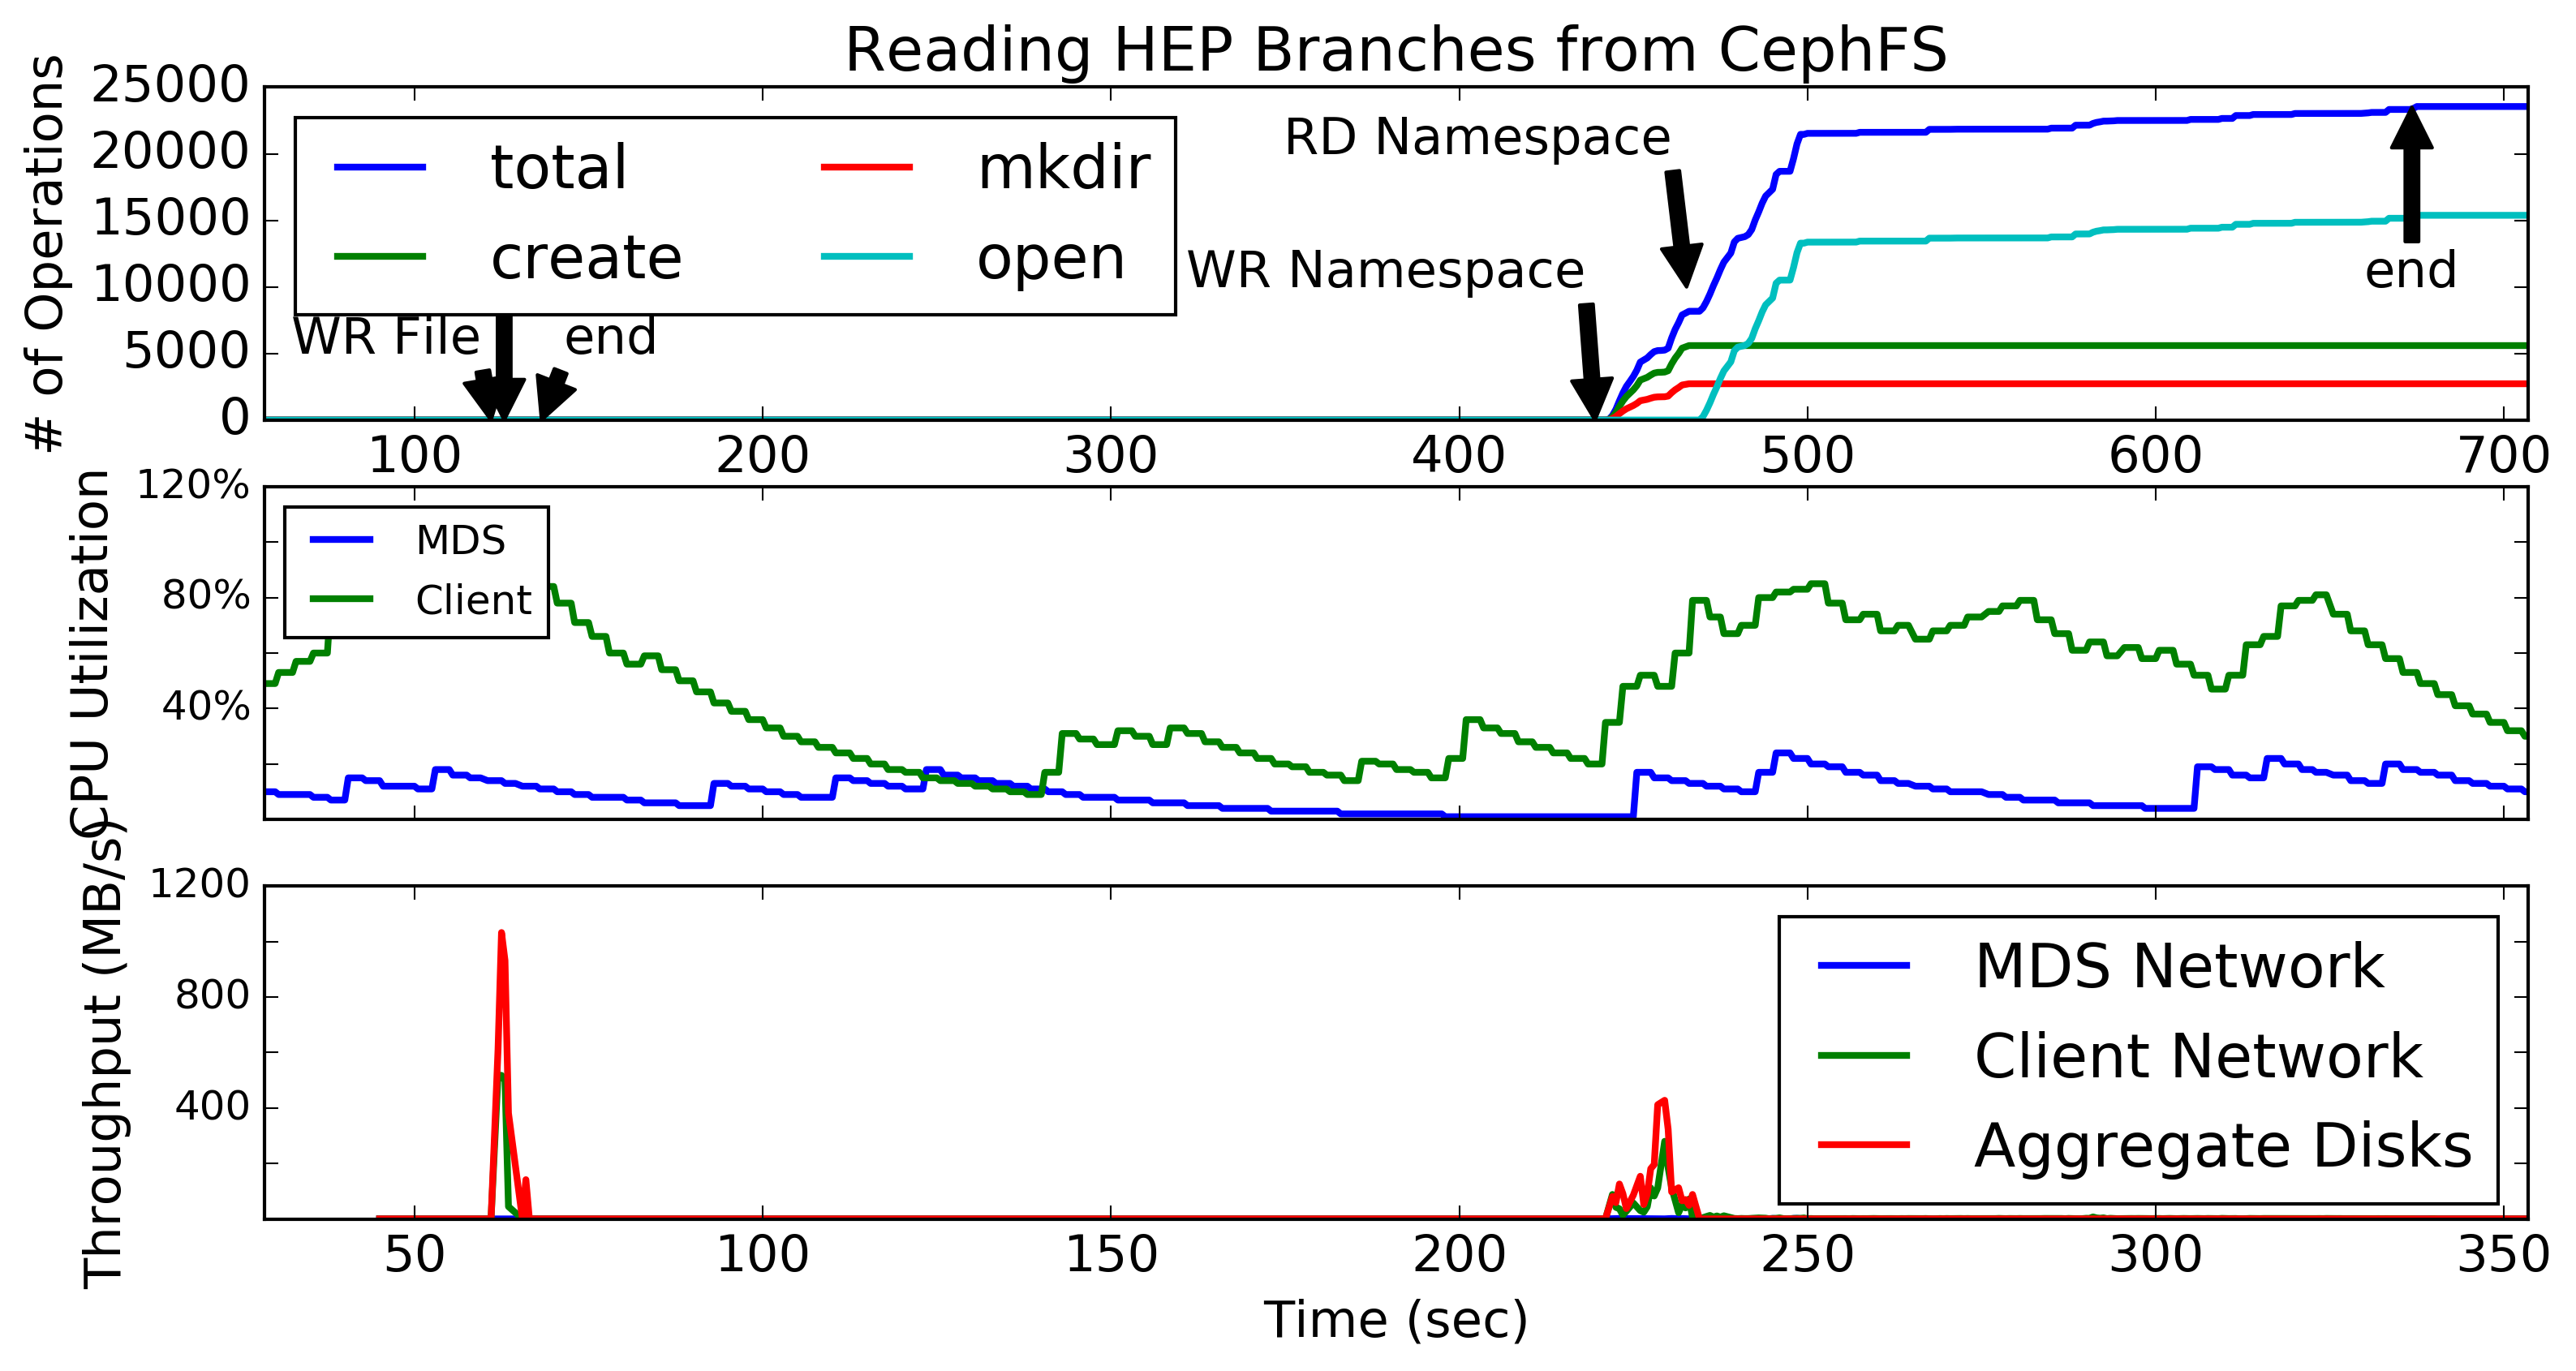 Reading HEP Branches from CephFS
# of Operations
25000
20000
15000
10000
5000
0
total
mkdir
create
open
RD Namespace
WR Namespace
end
WR File
end
100 200 300 400 500 600 700
CPU Utilization
120%
80%
40%
MDS
Client
Throughput (MB/s)
1200
800
400
MDS Network
Client Network
Aggregate Disks
50 100 150 200 250 300 350
Time (sec)